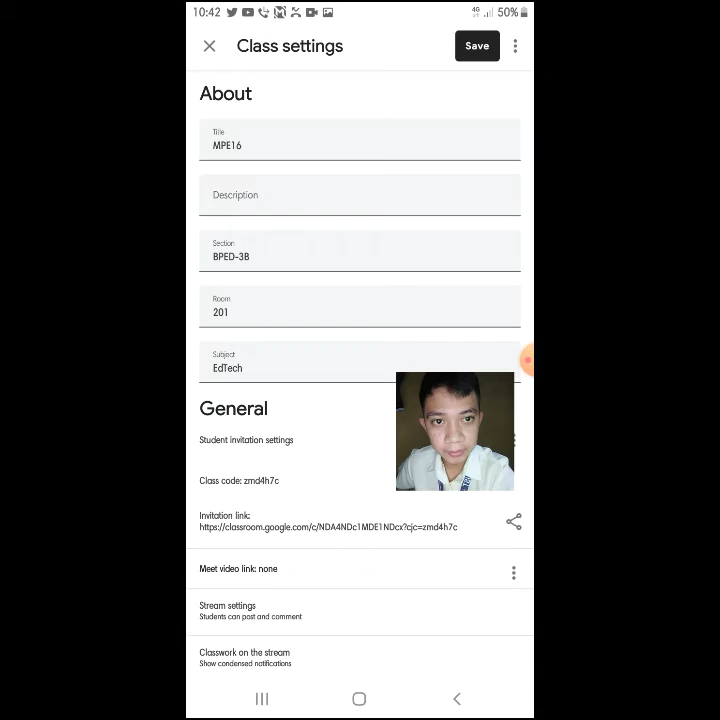 10:42
4G
50%
Class settings
Save
About
Title
MPE16
Description
Section
BPED-3B
Room
201
Subject
EdTech
General
Student invitation settings
Class code: zmd4h7c
Invitation link:
https://classroom.google.com/c/NDA4NDc1MDE1NDcx?cjc=zmd4h7c
Meet video link: none
Stream settings
Students can post and comment
Classwork on the stream
Show condensed notifications